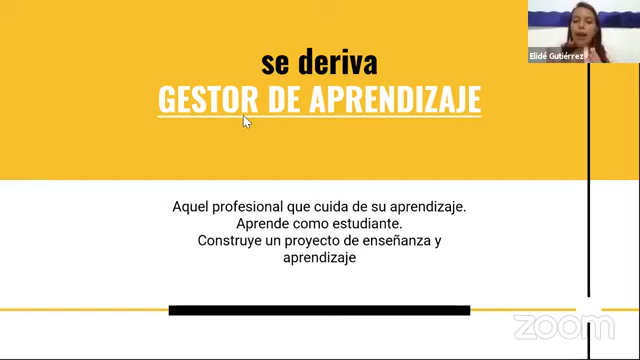 se deriva
GESTOR DE APRENDIZAJE
Elidé Gutiérrez
Aquel profesional que cuida de su aprendizaje.
Aprende como estudiante.
Construye un proyecto de enseñanza y
aprendizaje
zoom